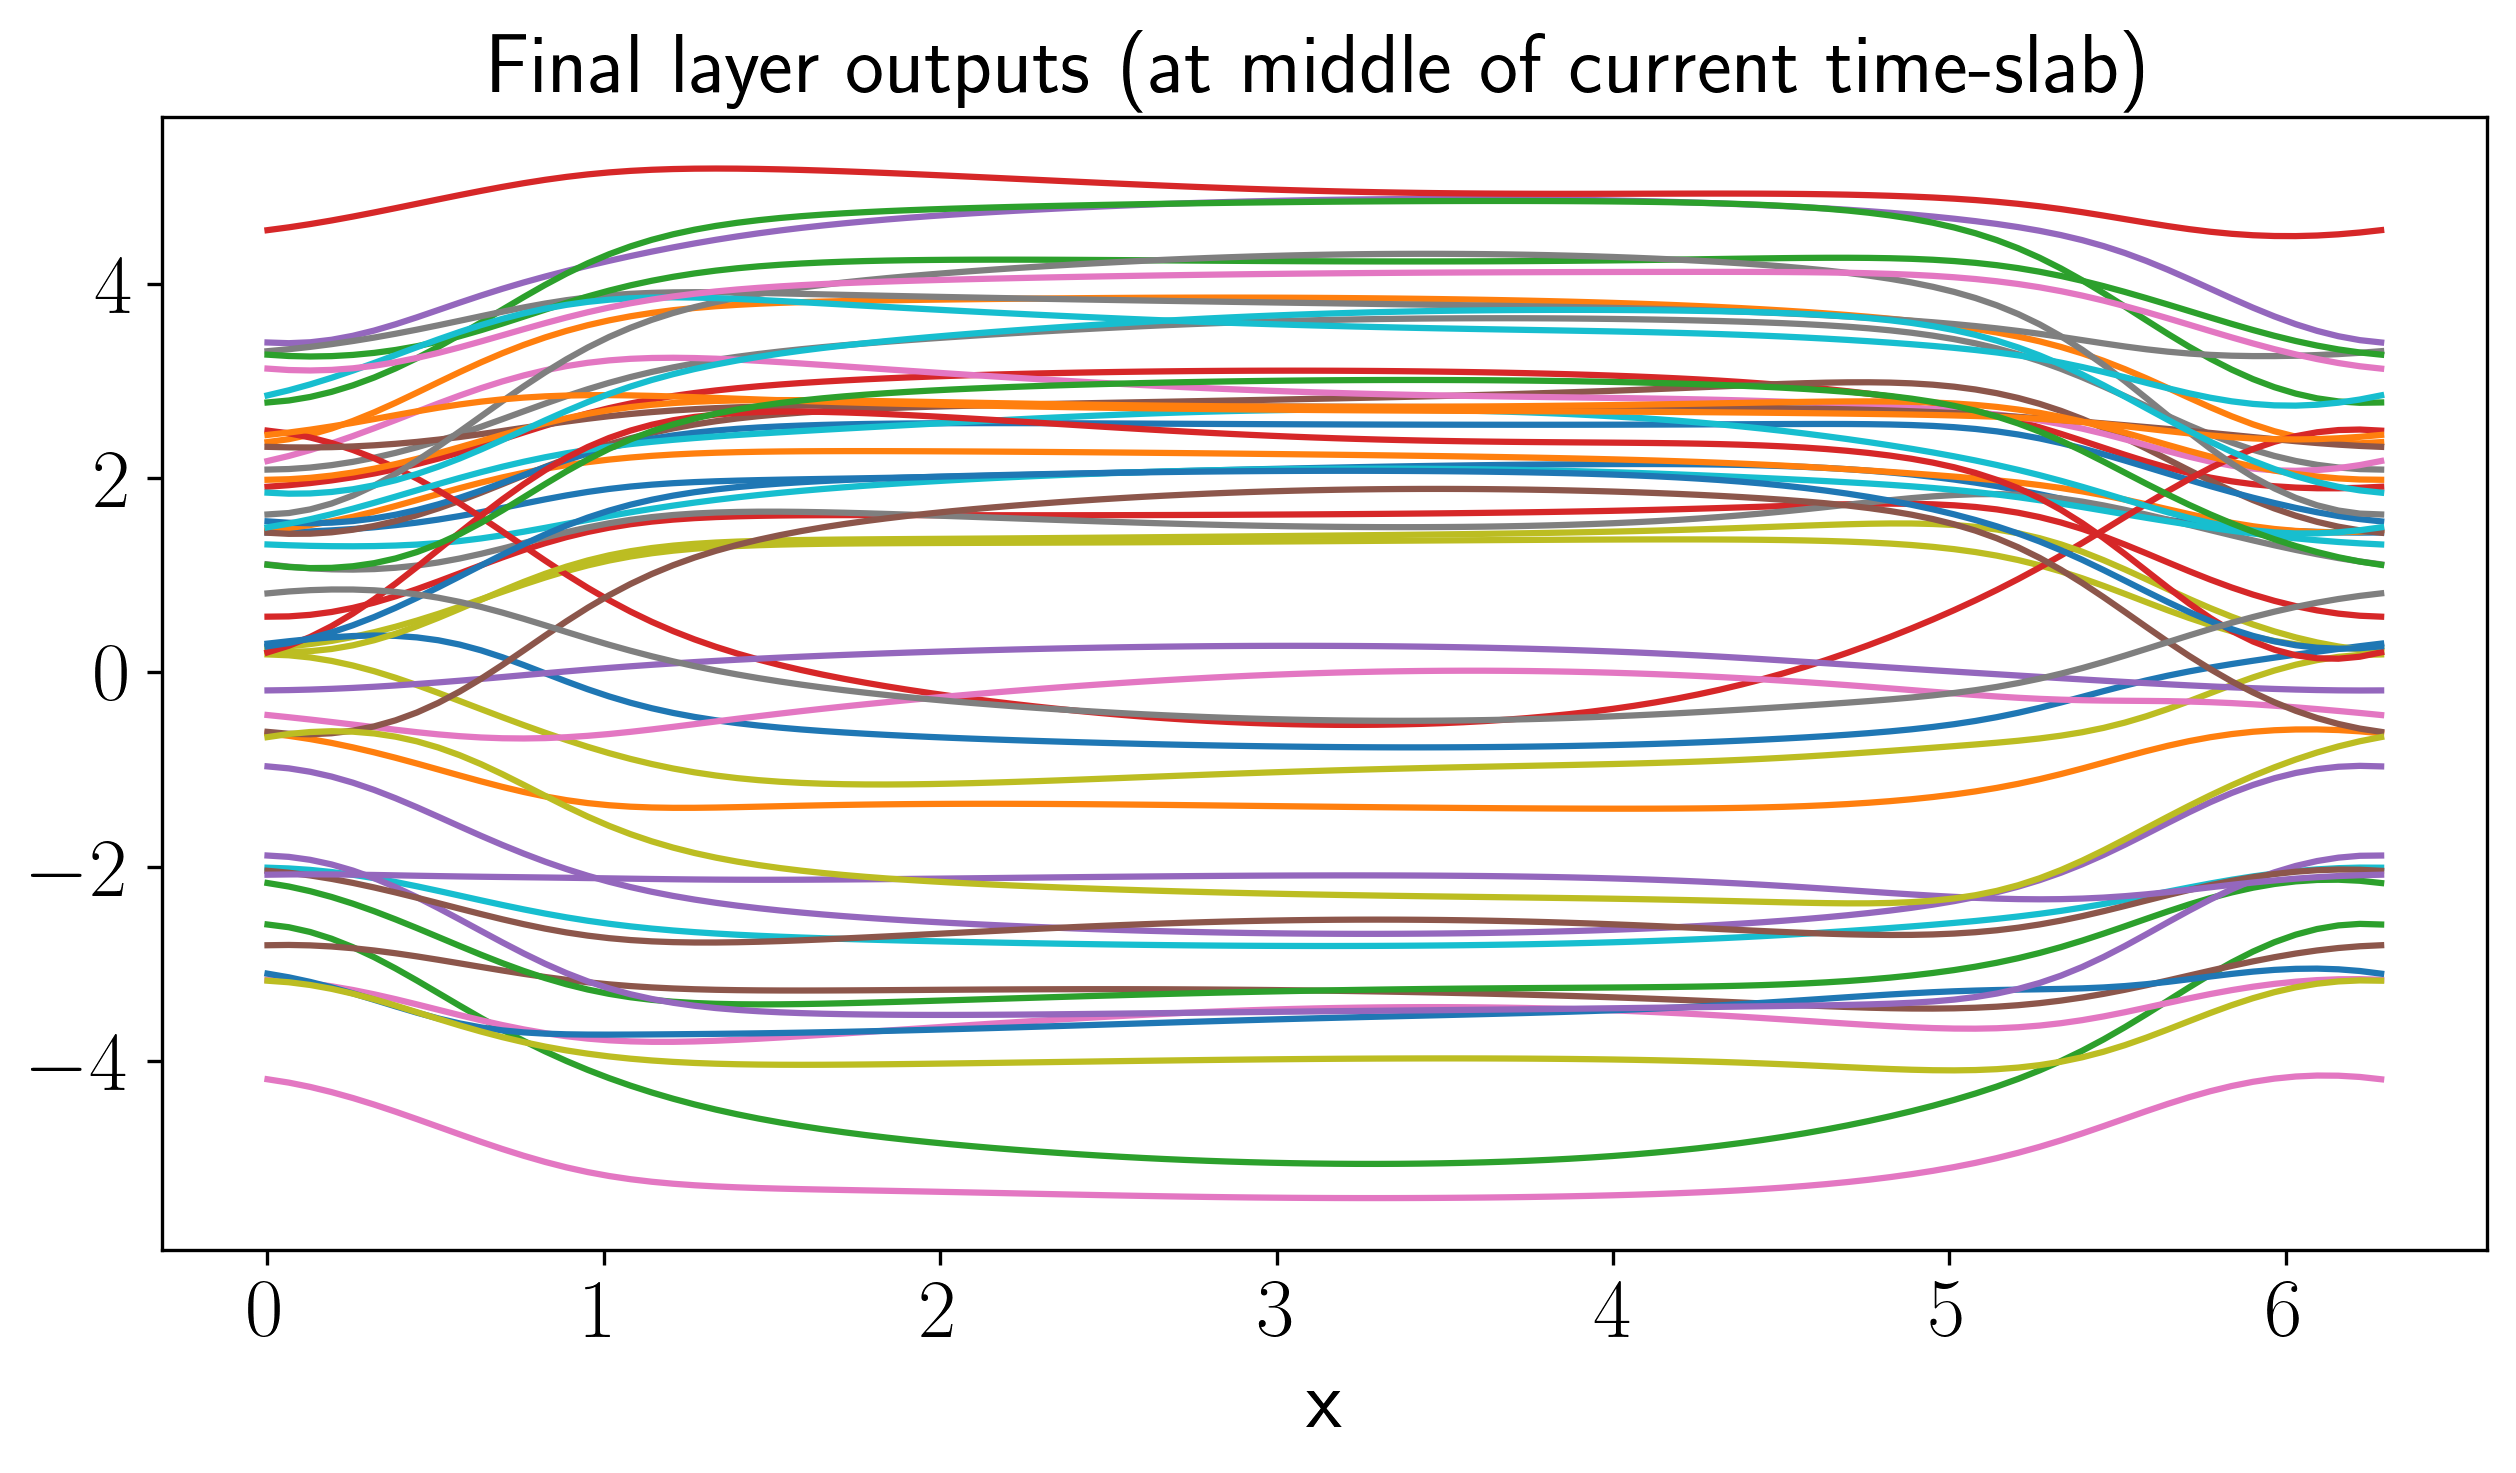 Final layer outputs (at middle of current time-slab)
4
2
0
−2
−4
0 1 2 3 4 5 6
x